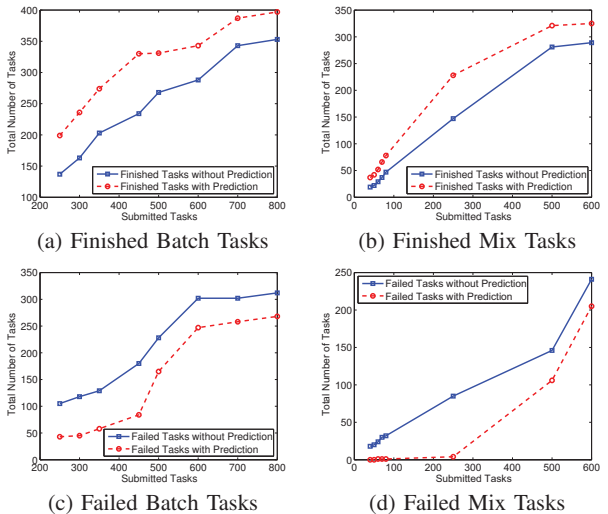 400
350
300
250
200
150
100
200 300 400 500 600 700 800
Total Number of Tasks
Submitted Tasks
Finished Tasks without Prediction
Finished Tasks with Prediction
(a) Finished Batch Tasks
350
300
250
200
150
100
50
0
0 100 200 300 400 500 600
Total Number of Tasks
Submitted Tasks
Finished Tasks without Prediction
Finished Tasks with Prediction
(b) Finished Mix Tasks
350
300
250
200
150
100
50
0
200 300 400 500 600 700 800
Total Number of Tasks
Submitted Tasks
Failed Tasks without Prediction
Failed Tasks with Prediction
(c) Failed Batch Tasks
250
200
150
100
50
0
0 100 200 300 400 500 600
Total Number of Tasks
Submitted Tasks
Failed Tasks without Prediction
Failed Tasks with Prediction
(d) Failed Mix Tasks